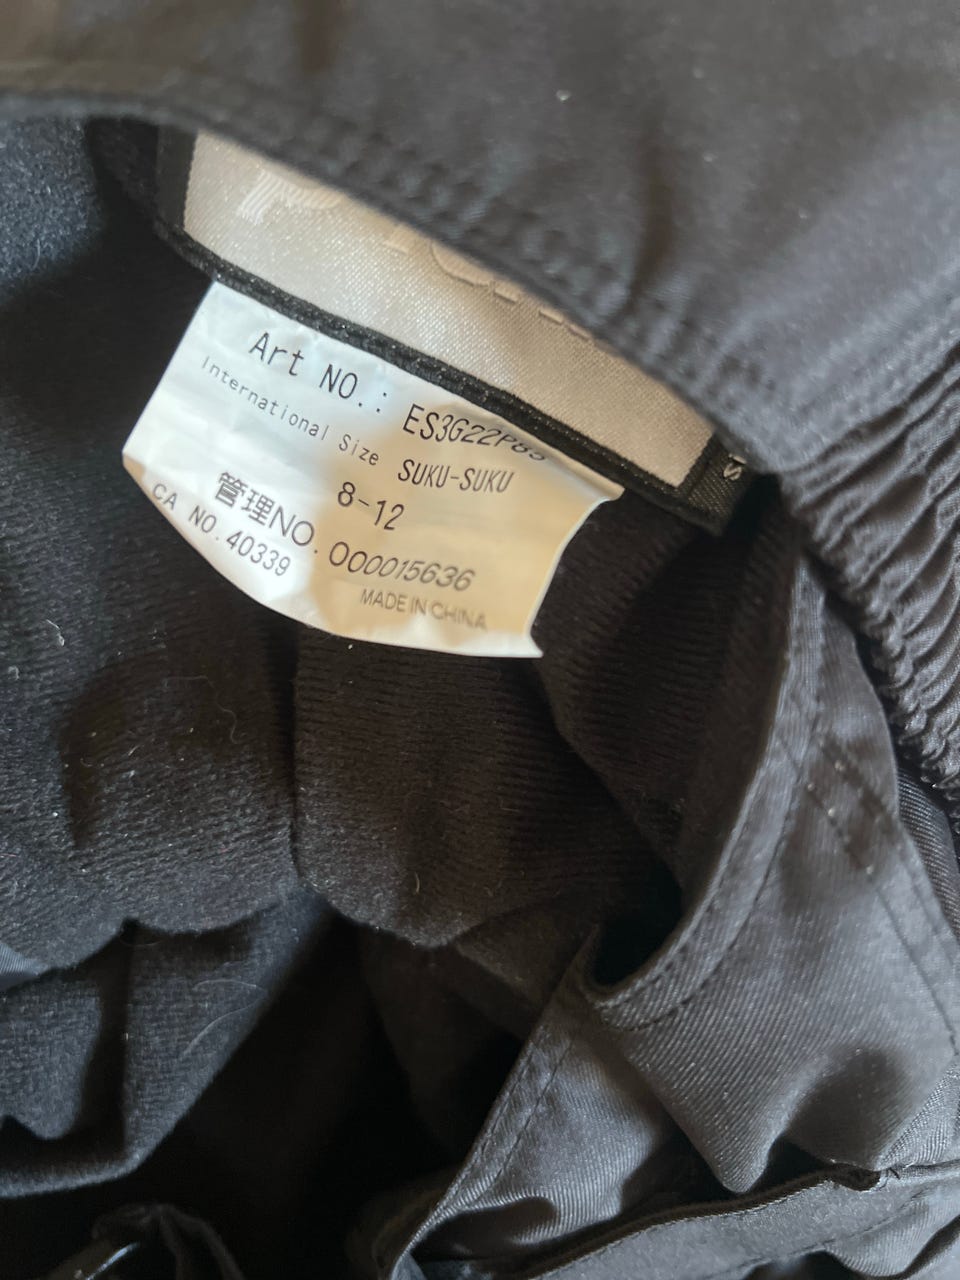 Art NO.: ES3G22P85
International Size SUKU-SUKU
8-12
管理NO. 000015636
CA NO. 40339
MADE IN CHINA